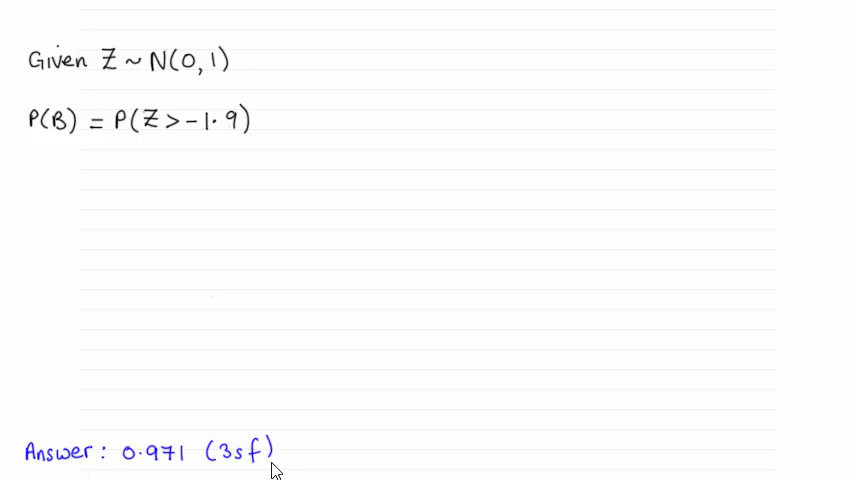 Given Z ~ N(0,1)
P(B) = P(Z > -1.9)
Answer: 0.971 (3sf)